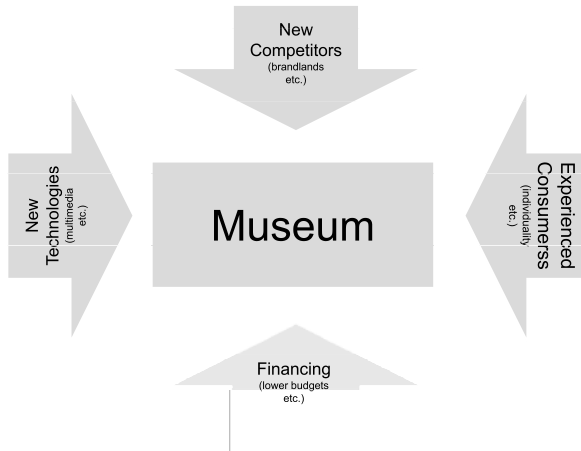 New
Competitors
(brandlands
etc.)
New
Technologies
(multimedia
etc.)
Museum
Experienced
Consumerss
(individuality
etc.)
Financing
(lower budgets
etc.)